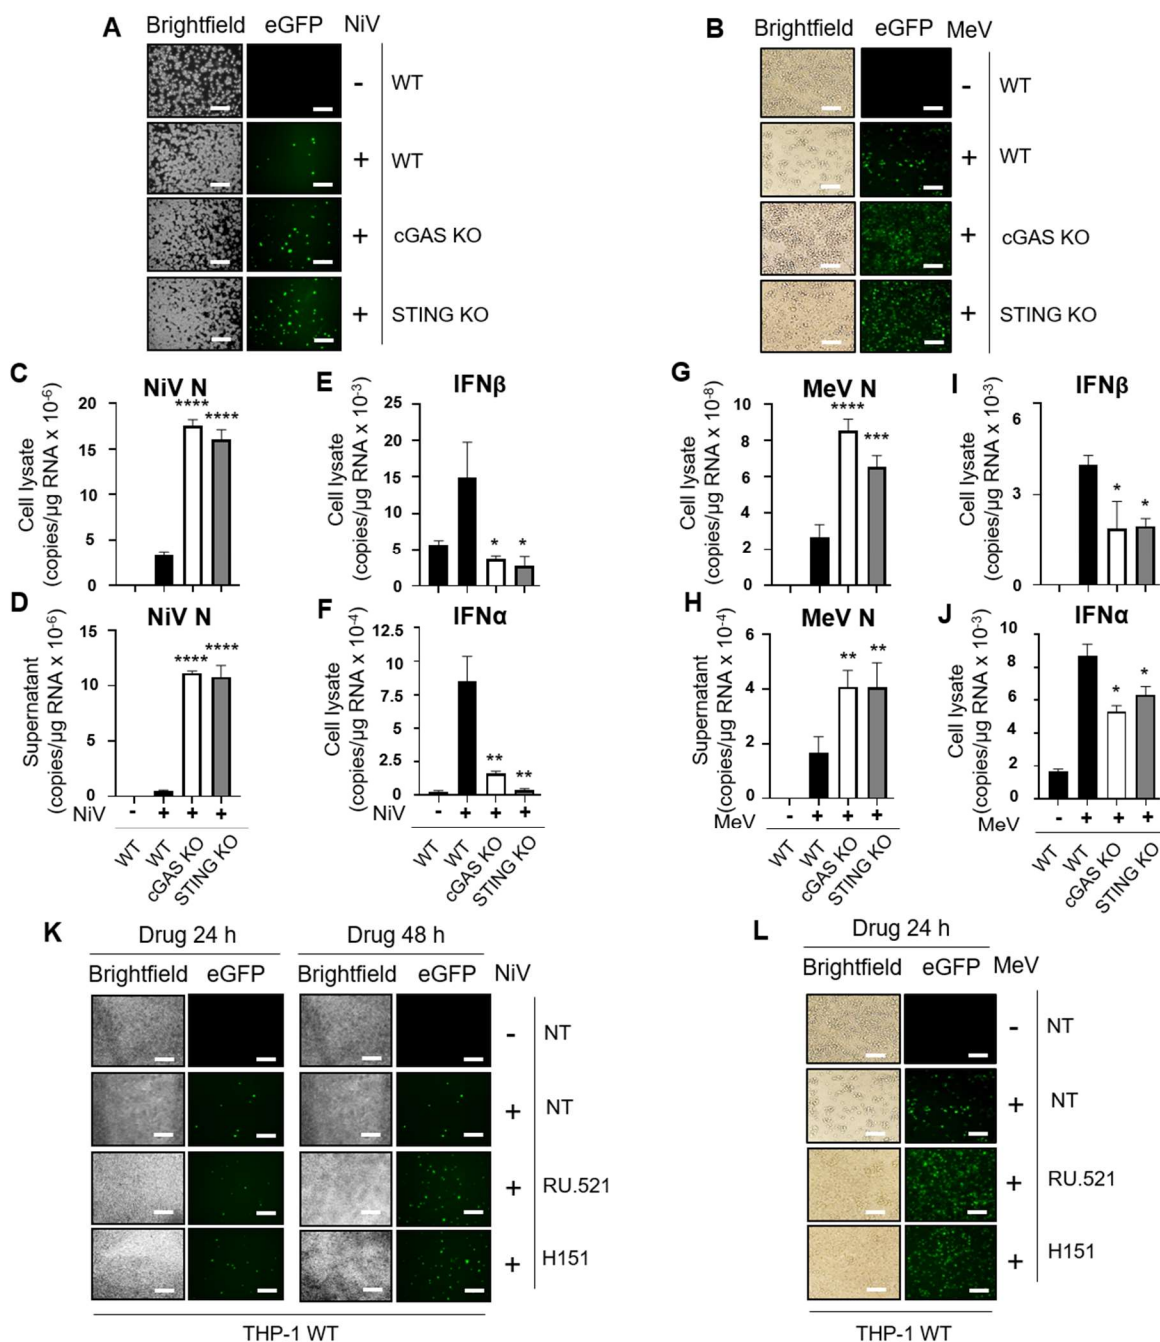 A
Brightfield eGFP NiV
- WT
+ WT
+ cGAS KO
+ STING KO
B
Brightfield eGFP MeV
- WT
+ WT
+ cGAS KO
+ STING KO
C
NiV N
Cell lysate
(copies/µg RNA x 10-6)
20
15
10
5
0
**** ****
D
NiV N
Supernatant
(copies/µg RNA x 10-6)
15
10
5
0
**** ****
NiV - + + +
WT WT cGAS KO STING KO
E
IFNβ
Cell lysate
(copies/µg RNA x 10-3)
25
20
15
10
5
0
* *
F
IFNα
Cell lysate
(copies/µg RNA x 10-4)
12.5
10
7.5
5
2.5
0
** **
NiV - + + +
WT WT cGAS KO STING KO
G
MeV N
Cell lysate
(copies/µg RNA x 10-8)
10
8
6
4
2
0
**** ***
H
MeV N
Supernatant
(copies/µg RNA x 10-4)
6
4
2
0
** **
MeV - + + +
WT WT cGAS KO STING KO
I
IFNβ
Cell lysate
(copies/µg RNA x 10-3)
6
3
0
* *
J
IFNα
Cell lysate
(copies/µg RNA x 10-3)
10
8
6
4
2
0
* *
MeV - + + +
WT WT cGAS KO STING KO
K
Drug 24 h Drug 48 h
Brightfield eGFP Brightfield eGFP NiV
- NT
+ NT
+ RU.521
+ H151
THP-1 WT
L
Drug 24 h
Brightfield eGFP MeV
- NT
+ NT
+ RU.521
+ H151
THP-1 WT